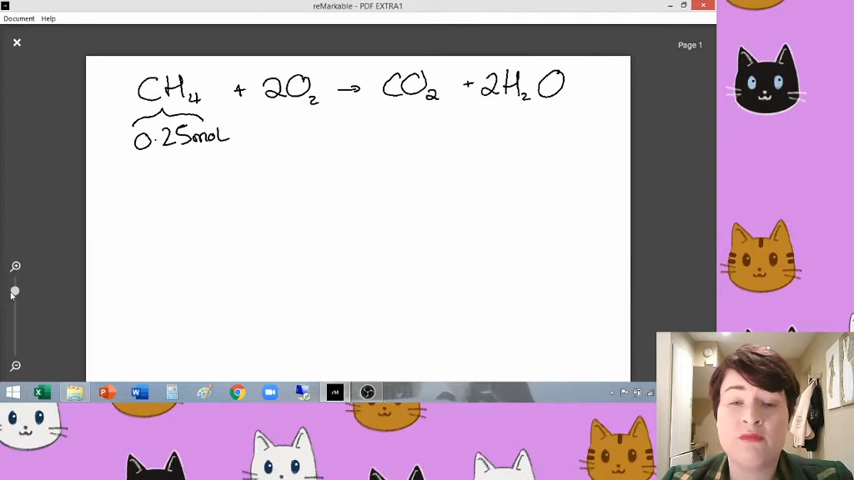 reMarkable - PDF EXTRA1
Document Help
Page 1
CH4 + 2O2 → CO2 + 2H2O
0.25mol